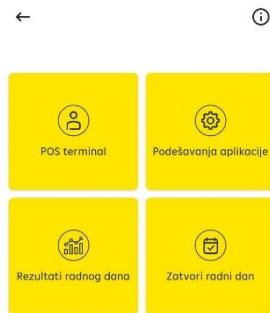 POS terminal
Podešavanja aplikacije
Rezultati radnog dana
Zatvori radni dan